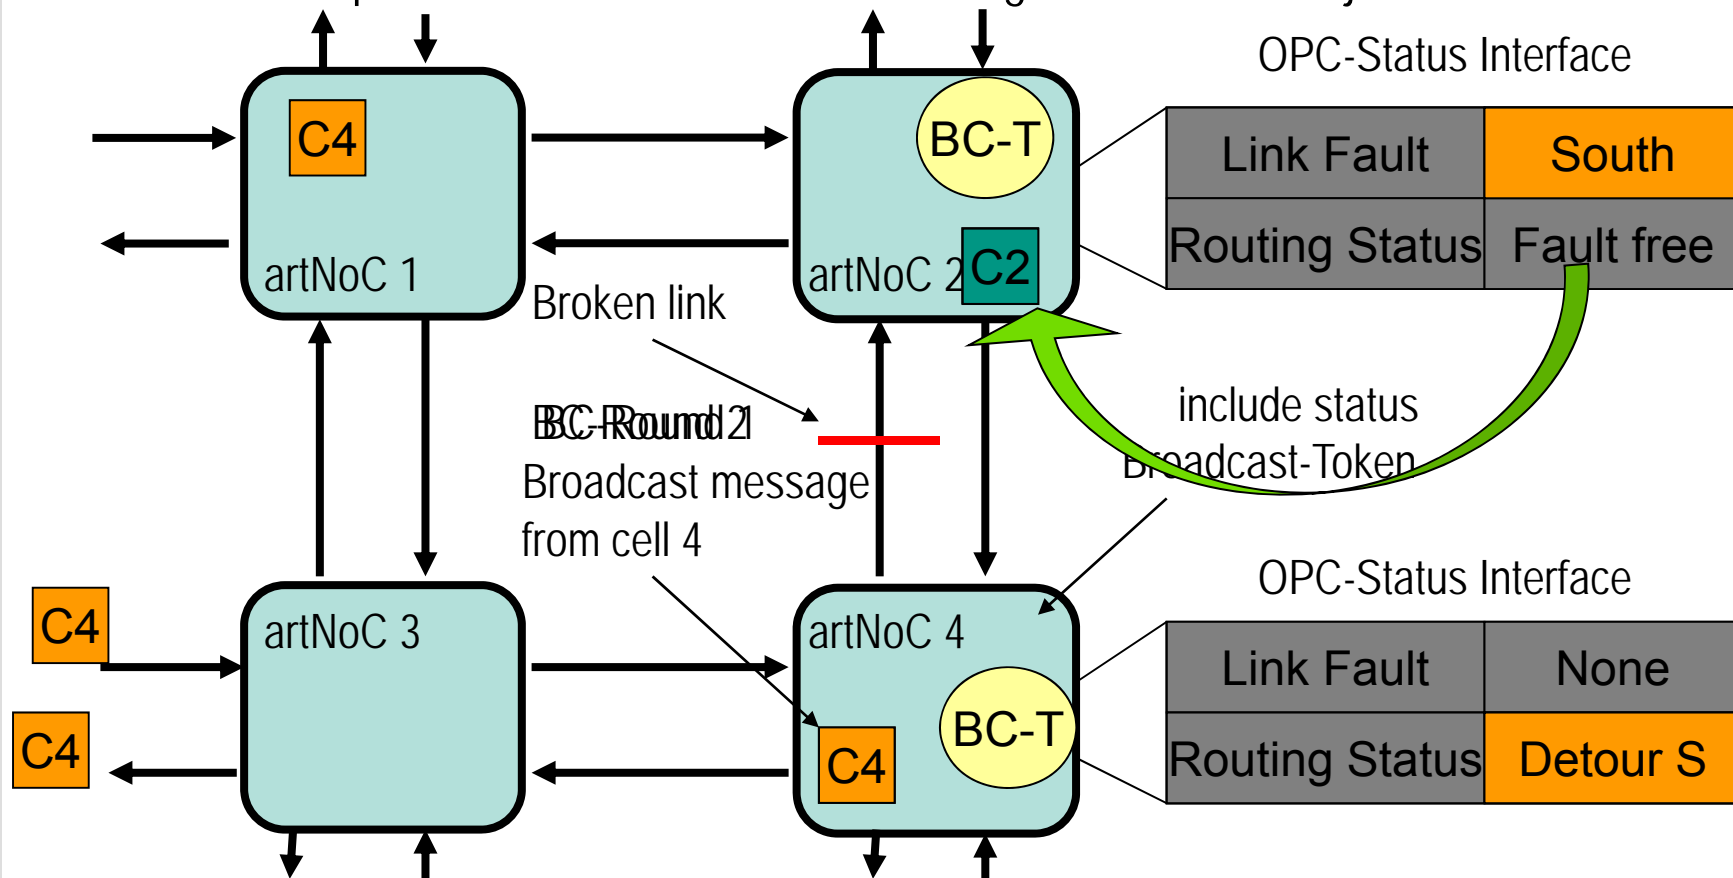 OPC-Status Interface
C4
BC-T
Link Fault
South
Routing Status
Fault free
artNoC 1
artNoC 2
C2
Broken link
include status
Broadcast-Token
Broadcast message
from cell 4
OPC-Status Interface
C4
artNoC 3
artNoC 4
Link Fault
None
C4
BC-T
C4
Routing Status
Detour S